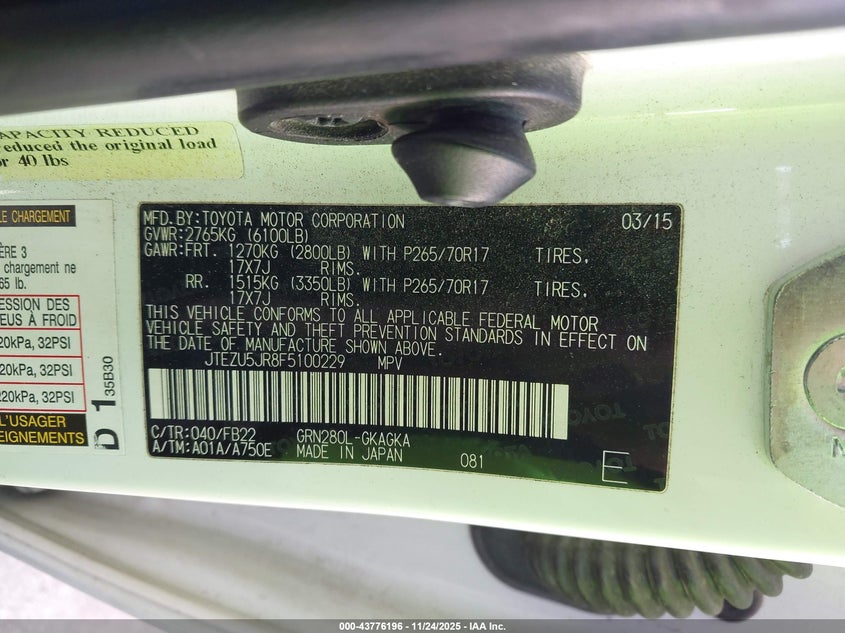 APACITY REDUCED
reduced the original load
or 40 lbs
LE CHARGEMENT
ÈRE 3
chargement ne
65 lb.
ESSION DES
EUS À FROID
20kPa, 32PSI
20kPa, 32PSI
220kPa, 32PSI
L'USAGER
SEIGNEMENTS
D 1 35B30
MFD.BY:TOYOTA MOTOR CORPORATION 03/15
GVWR:2765KG (6100LB)
GAWR:FRT. 1270KG (2800LB) WITH P265/70R17 TIRES,
17X7J RIMS.
RR. 1515KG (3350LB) WITH P265/70R17 TIRES,
17X7J RIMS.
THIS VEHICLE CONFORMS TO ALL APPLICABLE FEDERAL MOTOR
VEHICLE SAFETY AND THEFT PREVENTION STANDARDS IN EFFECT ON
THE DATE OF MANUFACTURE SHOWN ABOVE.
JTEZU5JR8F5100229 MPV
C/TR:040/FB22 GRN280L-GKAGKA
A/TM:A01A/A750E MADE IN JAPAN 081 E
000-43776196 - 11/24/2025 - IAA Inc.